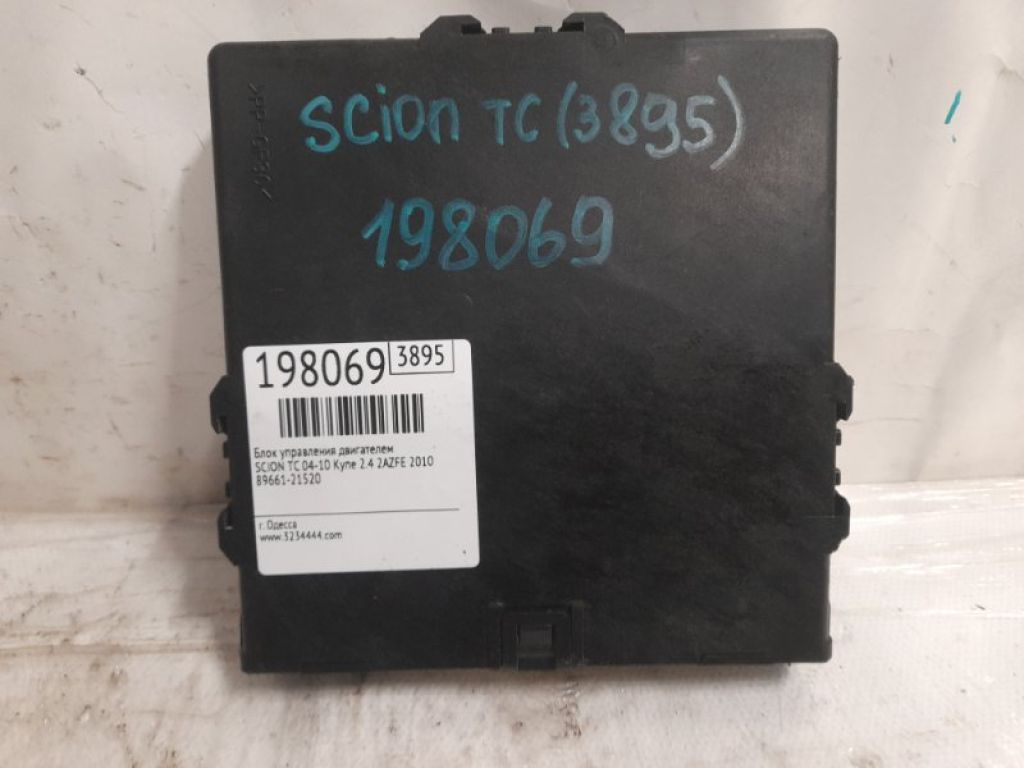 SCION TC (3895)
198069
198069 3895
Блок управления двигателем
SCION TC 04-10 Купе 2.4 2AZFE 2010
89661-21520
г. Одесса
www.3234444.com